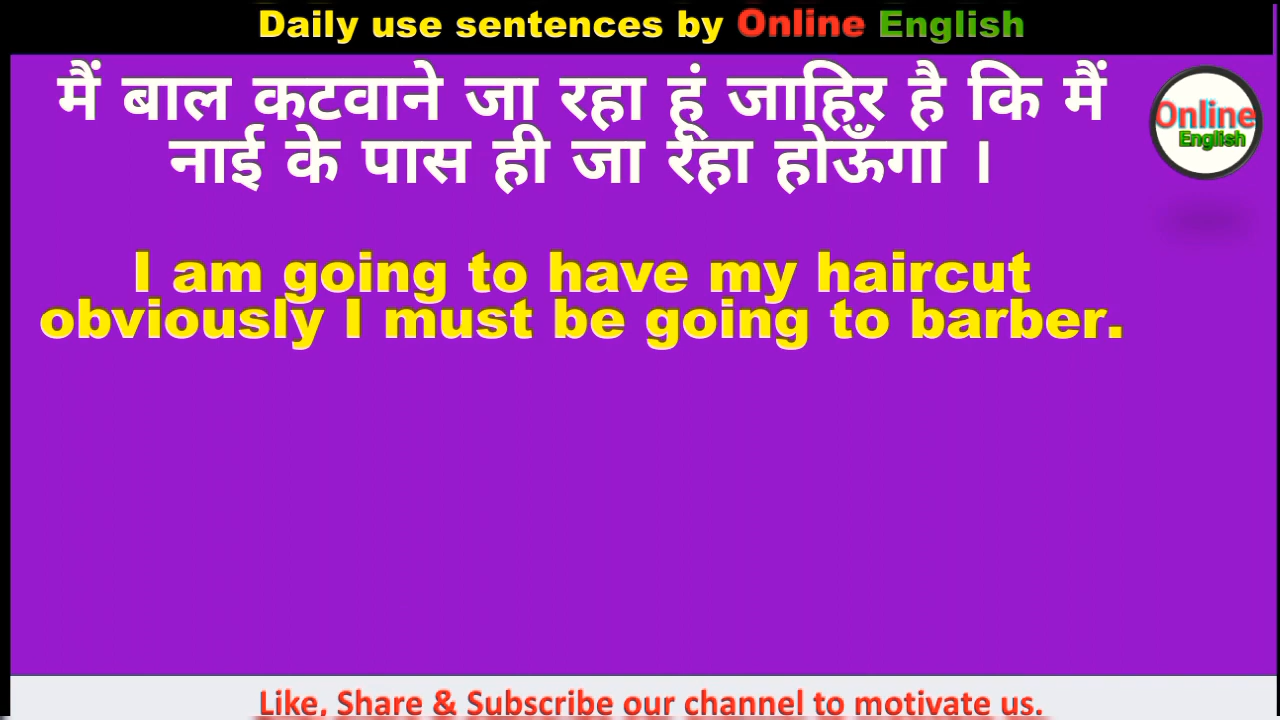 Daily use sentences by Online English
मैं बाल कटवाने जा रहा हूं जाहिर है कि मैं
नाई के पास ही जा रहा होऊँगा ।
Online
English
I am going to have my haircut
obviously I must be going to barber.
Like, Share & Subscribe our channel to motivate us.